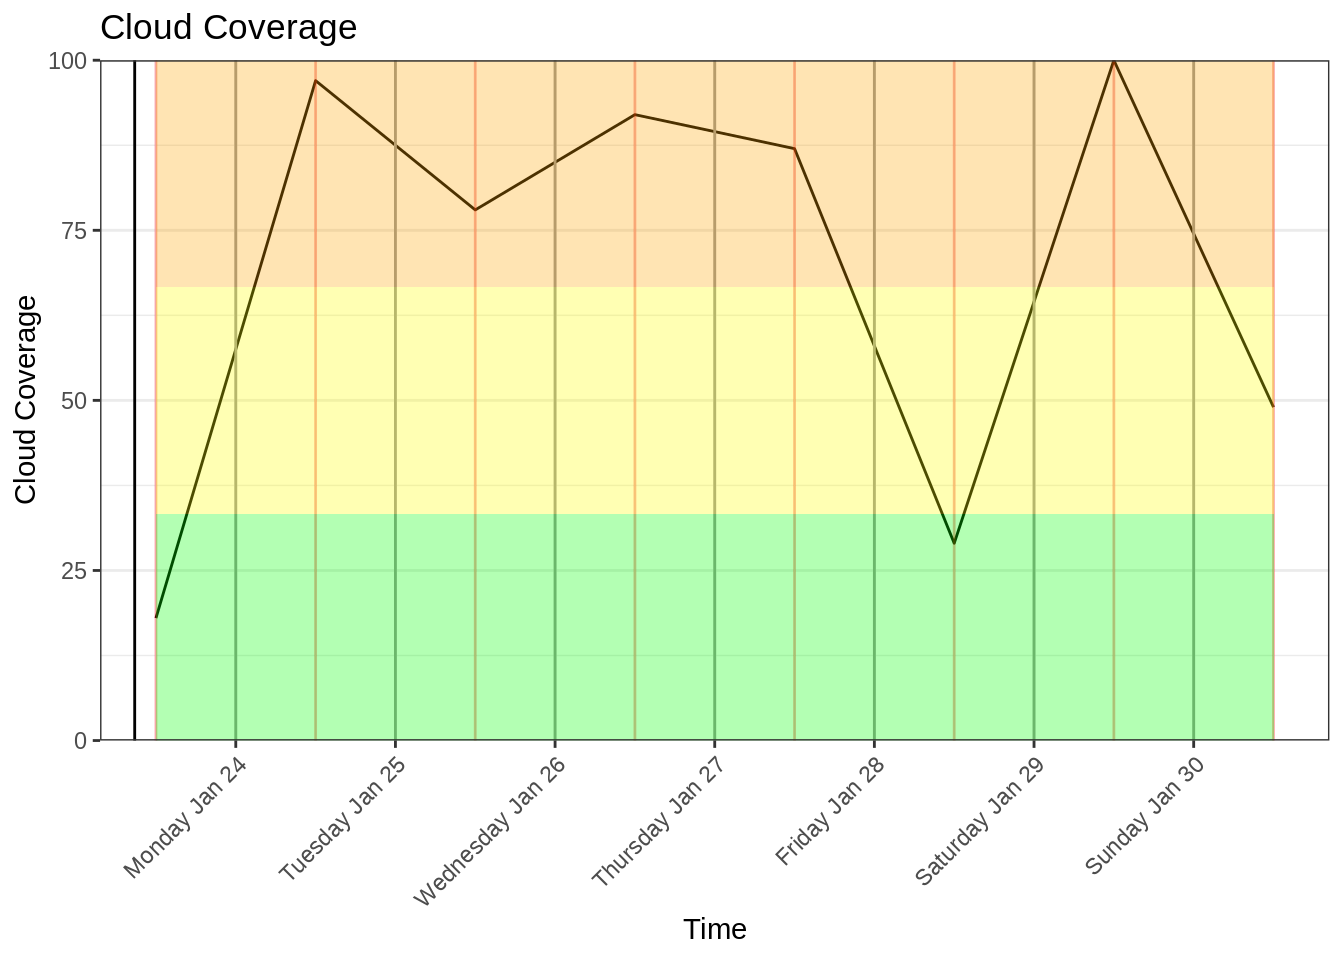 Cloud Coverage
Cloud Coverage
100
75
50
25
0
Monday Jan 24
Tuesday Jan 25
Wednesday Jan 26
Thursday Jan 27
Friday Jan 28
Saturday Jan 29
Sunday Jan 30
Time